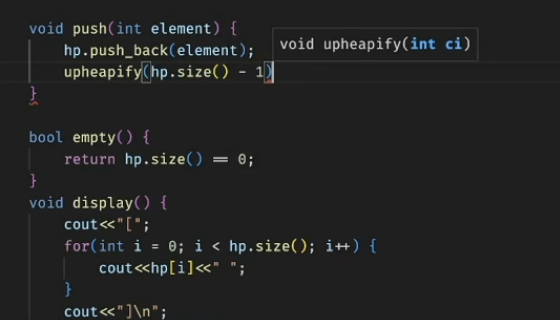 void push(int element) {
void upheapify(int ci)
hp.push_back(element);
upheapify(hp.size() - 1)
}
bool empty() {
return hp.size() == 0;
}
void display() {
cout<<"[";
for(int i = 0; i < hp.size(); i++) {
cout<<hp[i]<<" ";
}
cout<<"]\n";